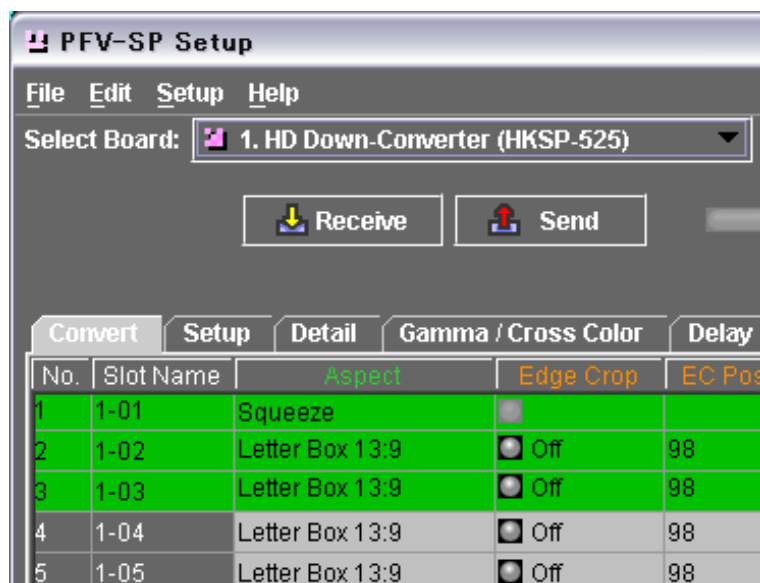 PFV-SP Setup
File Edit Setup Help
Select Board: 1. HD Down-Converter (HKSP-525)
Receive Send
Convert Setup Detail Gamma / Cross Color Delay
No. Slot Name Aspect Edge Crop EC Pos
1 1-01 Squeeze
2 1-02 Letter Box 13:9 Off 98
3 1-03 Letter Box 13:9 Off 98
4 1-04 Letter Box 13:9 Off 98
5 1-05 Letter Box 13:9 Off 98